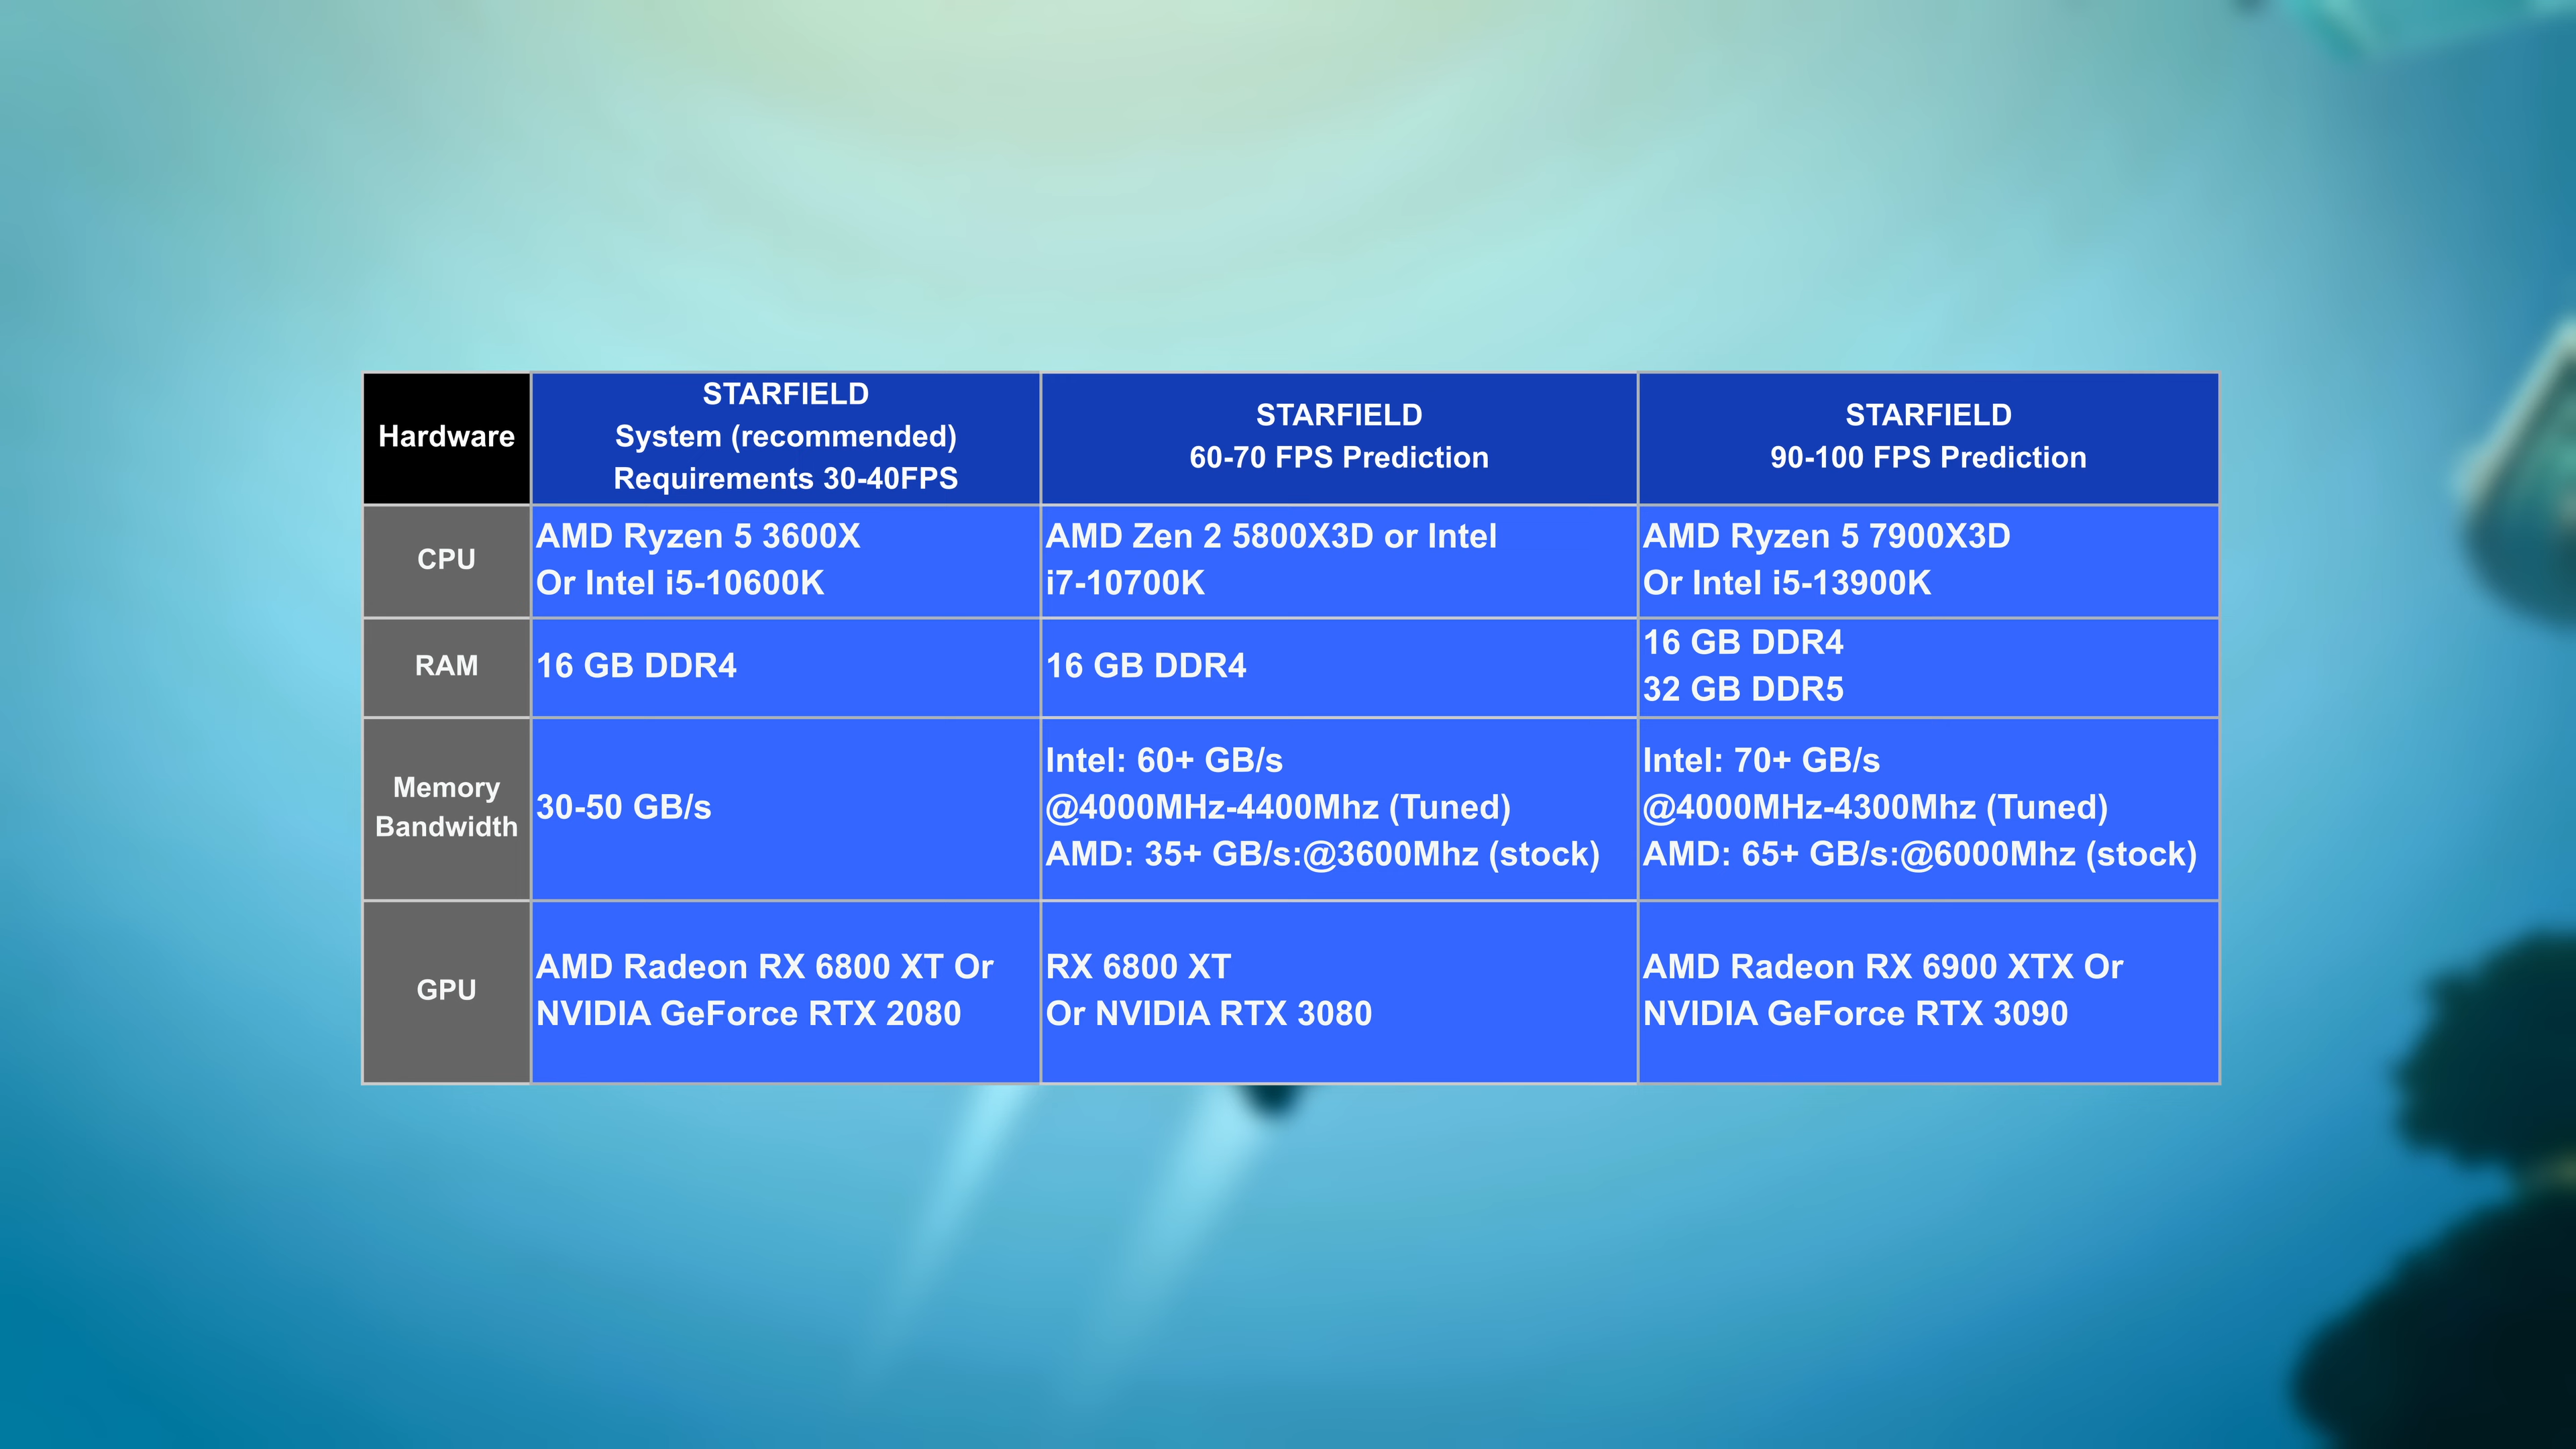 Hardware
STARFIELD
System (recommended)
Requirements 30-40FPS
STARFIELD
60-70 FPS Prediction
STARFIELD
90-100 FPS Prediction
CPU
AMD Ryzen 5 3600X
Or Intel i5-10600K
AMD Zen 2 5800X3D or Intel
i7-10700K
AMD Ryzen 5 7900X3D
Or Intel i5-13900K
RAM
16 GB DDR4
16 GB DDR4
16 GB DDR4
32 GB DDR5
Memory
Bandwidth
30-50 GB/s
Intel: 60+ GB/s
@4000MHz-4400Mhz (Tuned)
AMD: 35+ GB/s:@3600Mhz (stock)
Intel: 70+ GB/s
@4000MHz-4300Mhz (Tuned)
AMD: 65+ GB/s:@6000Mhz (stock)
GPU
AMD Radeon RX 6800 XT Or
NVIDIA GeForce RTX 2080
RX 6800 XT
Or NVIDIA RTX 3080
AMD Radeon RX 6900 XTX Or
NVIDIA GeForce RTX 3090